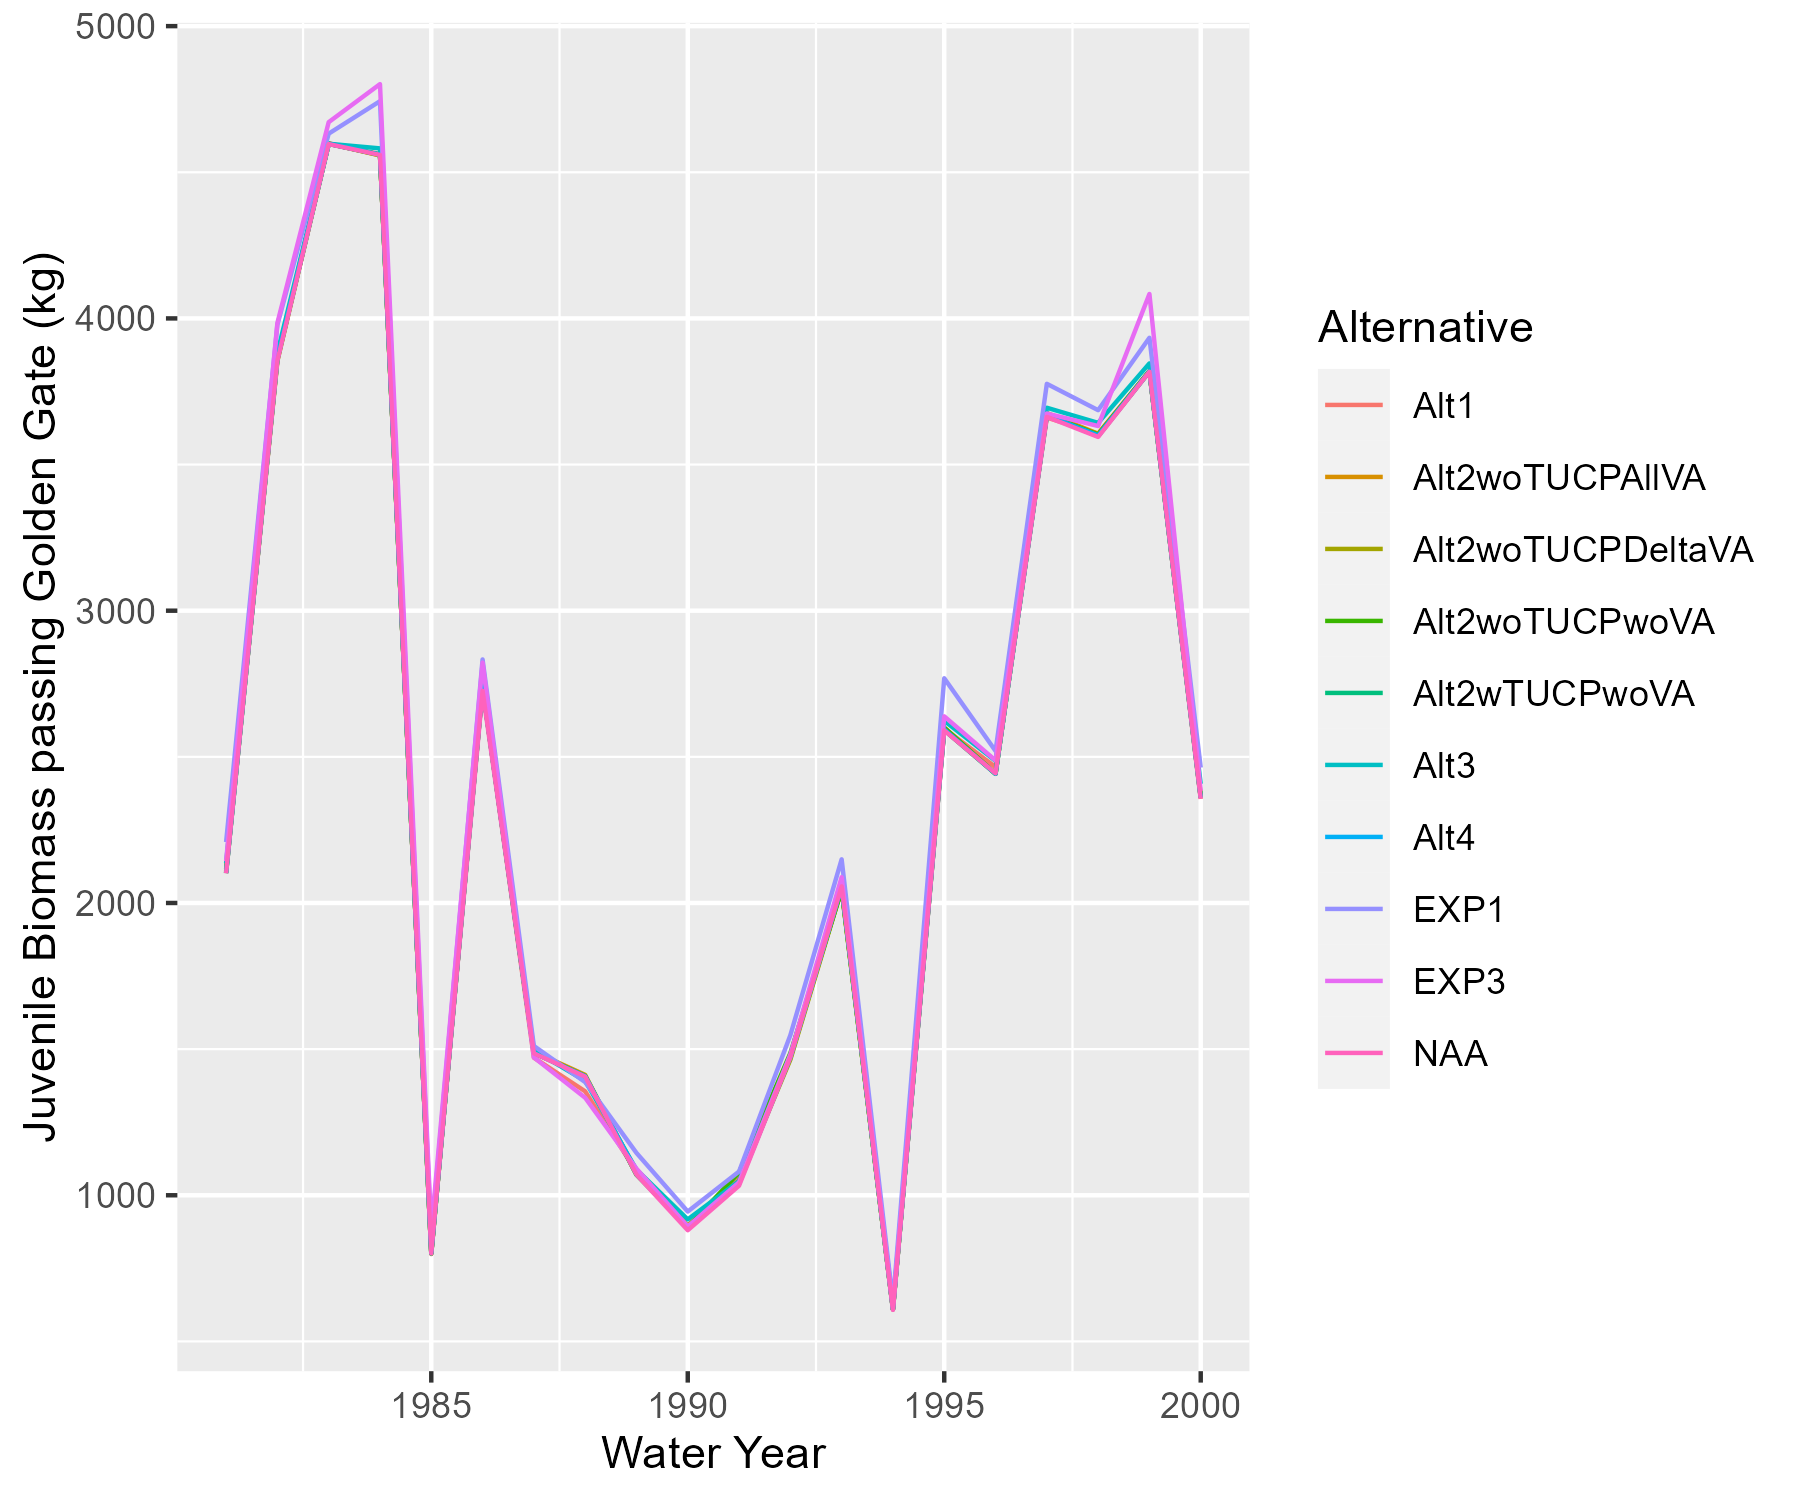 Juvenile Biomass passing Golden Gate (kg)
5000
4000
3000
2000
1000
1985
1990
1995
2000
Water Year
Alternative
Alt1
Alt2woTUCPAllVA
Alt2woTUCPDeltaVA
Alt2woTUCPwoVA
Alt2wTUCPwoVA
Alt3
Alt4
EXP1
EXP3
NAA